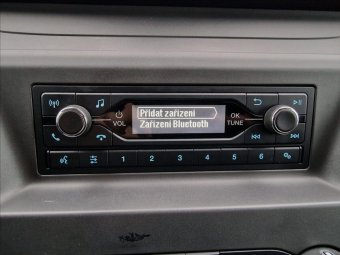 Přidat zařízení
Zařízení Bluetooth
VOL
OK
TUNE
1 2 3 4 5 6